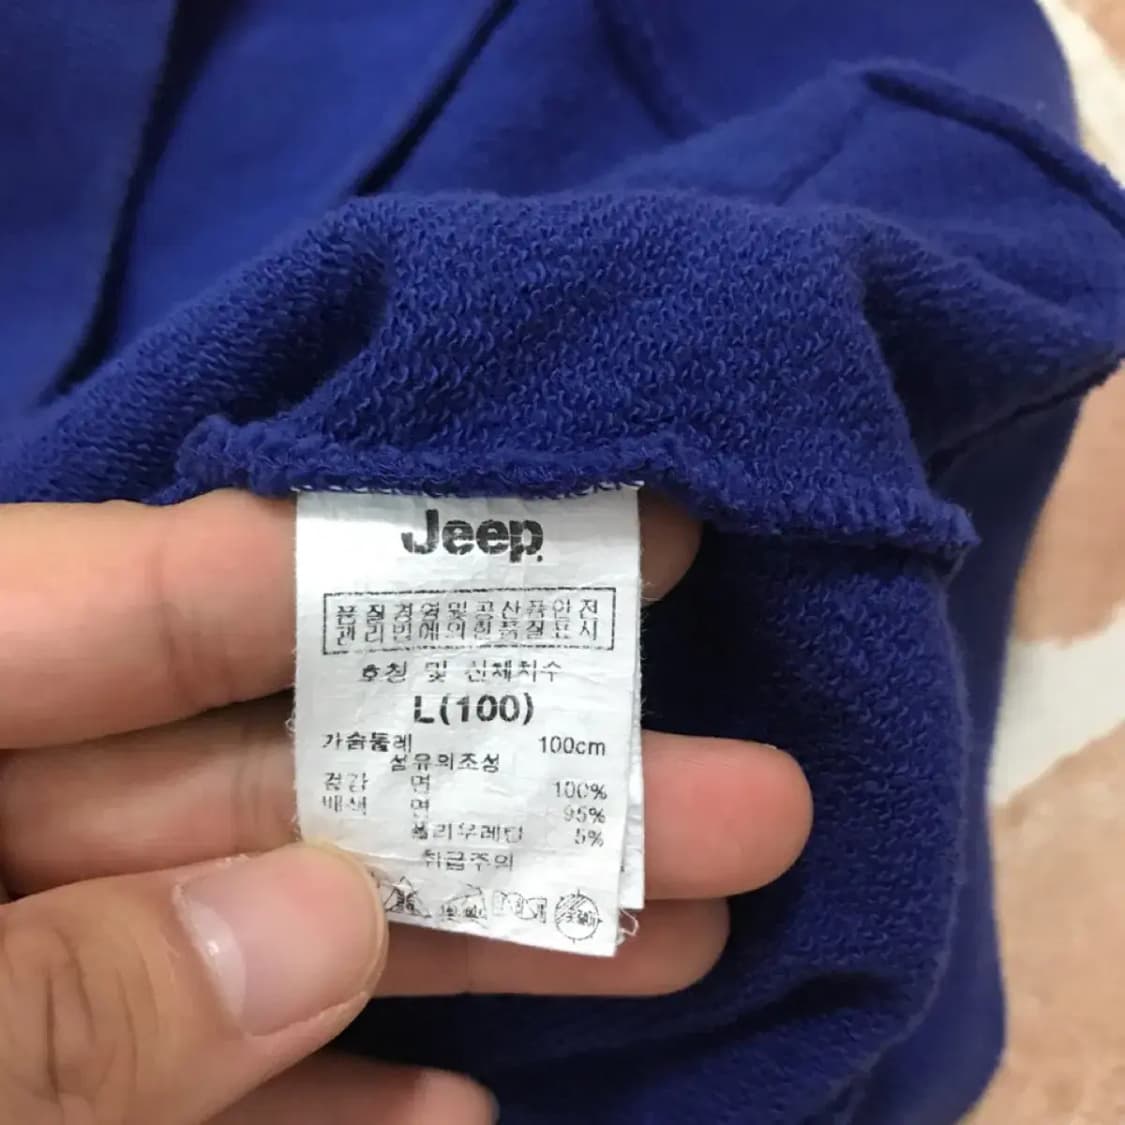 Jeep
품질경영및공산품안전
관리법에의한품질표시
호칭 및 신체치수
L(100)
가슴둘레 100cm
섬유의조성
겉감 면 100%
배색 면 95%
폴리우레탄 5%
취급주의